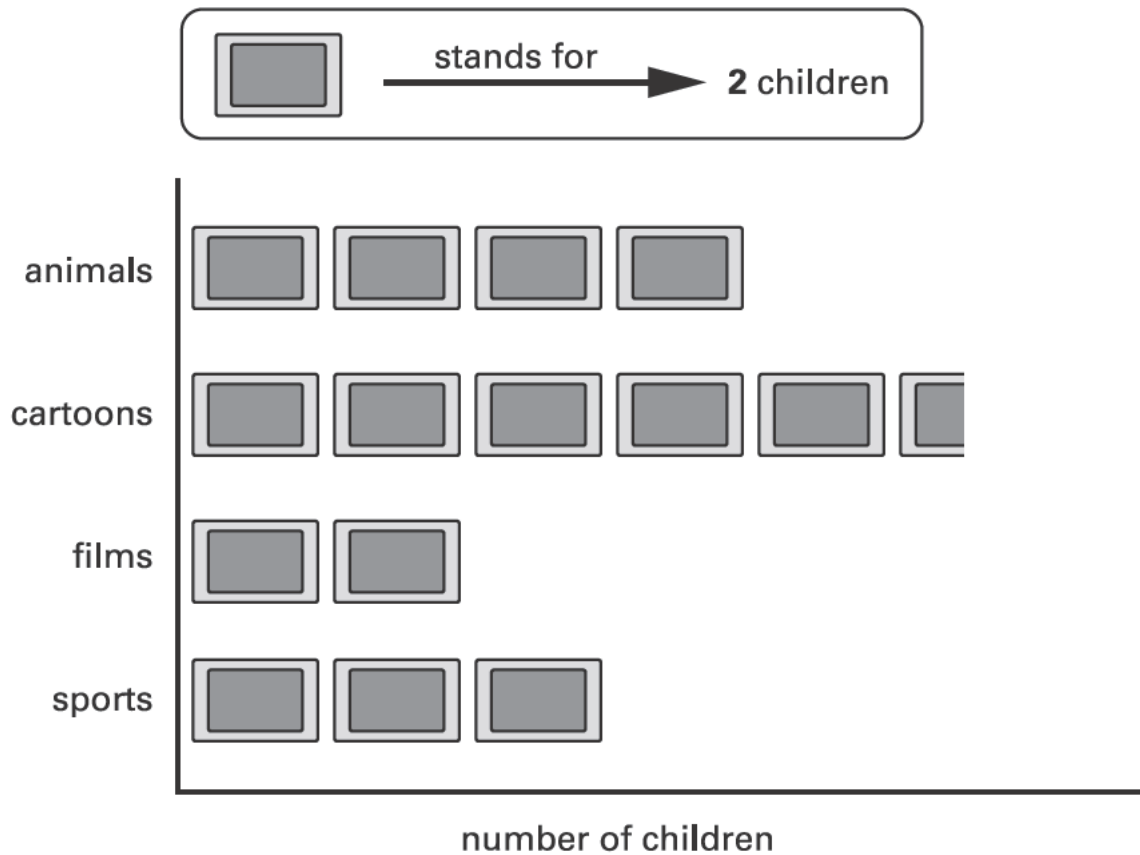 stands for
2 children
animals
cartoons
films
sports
number of children